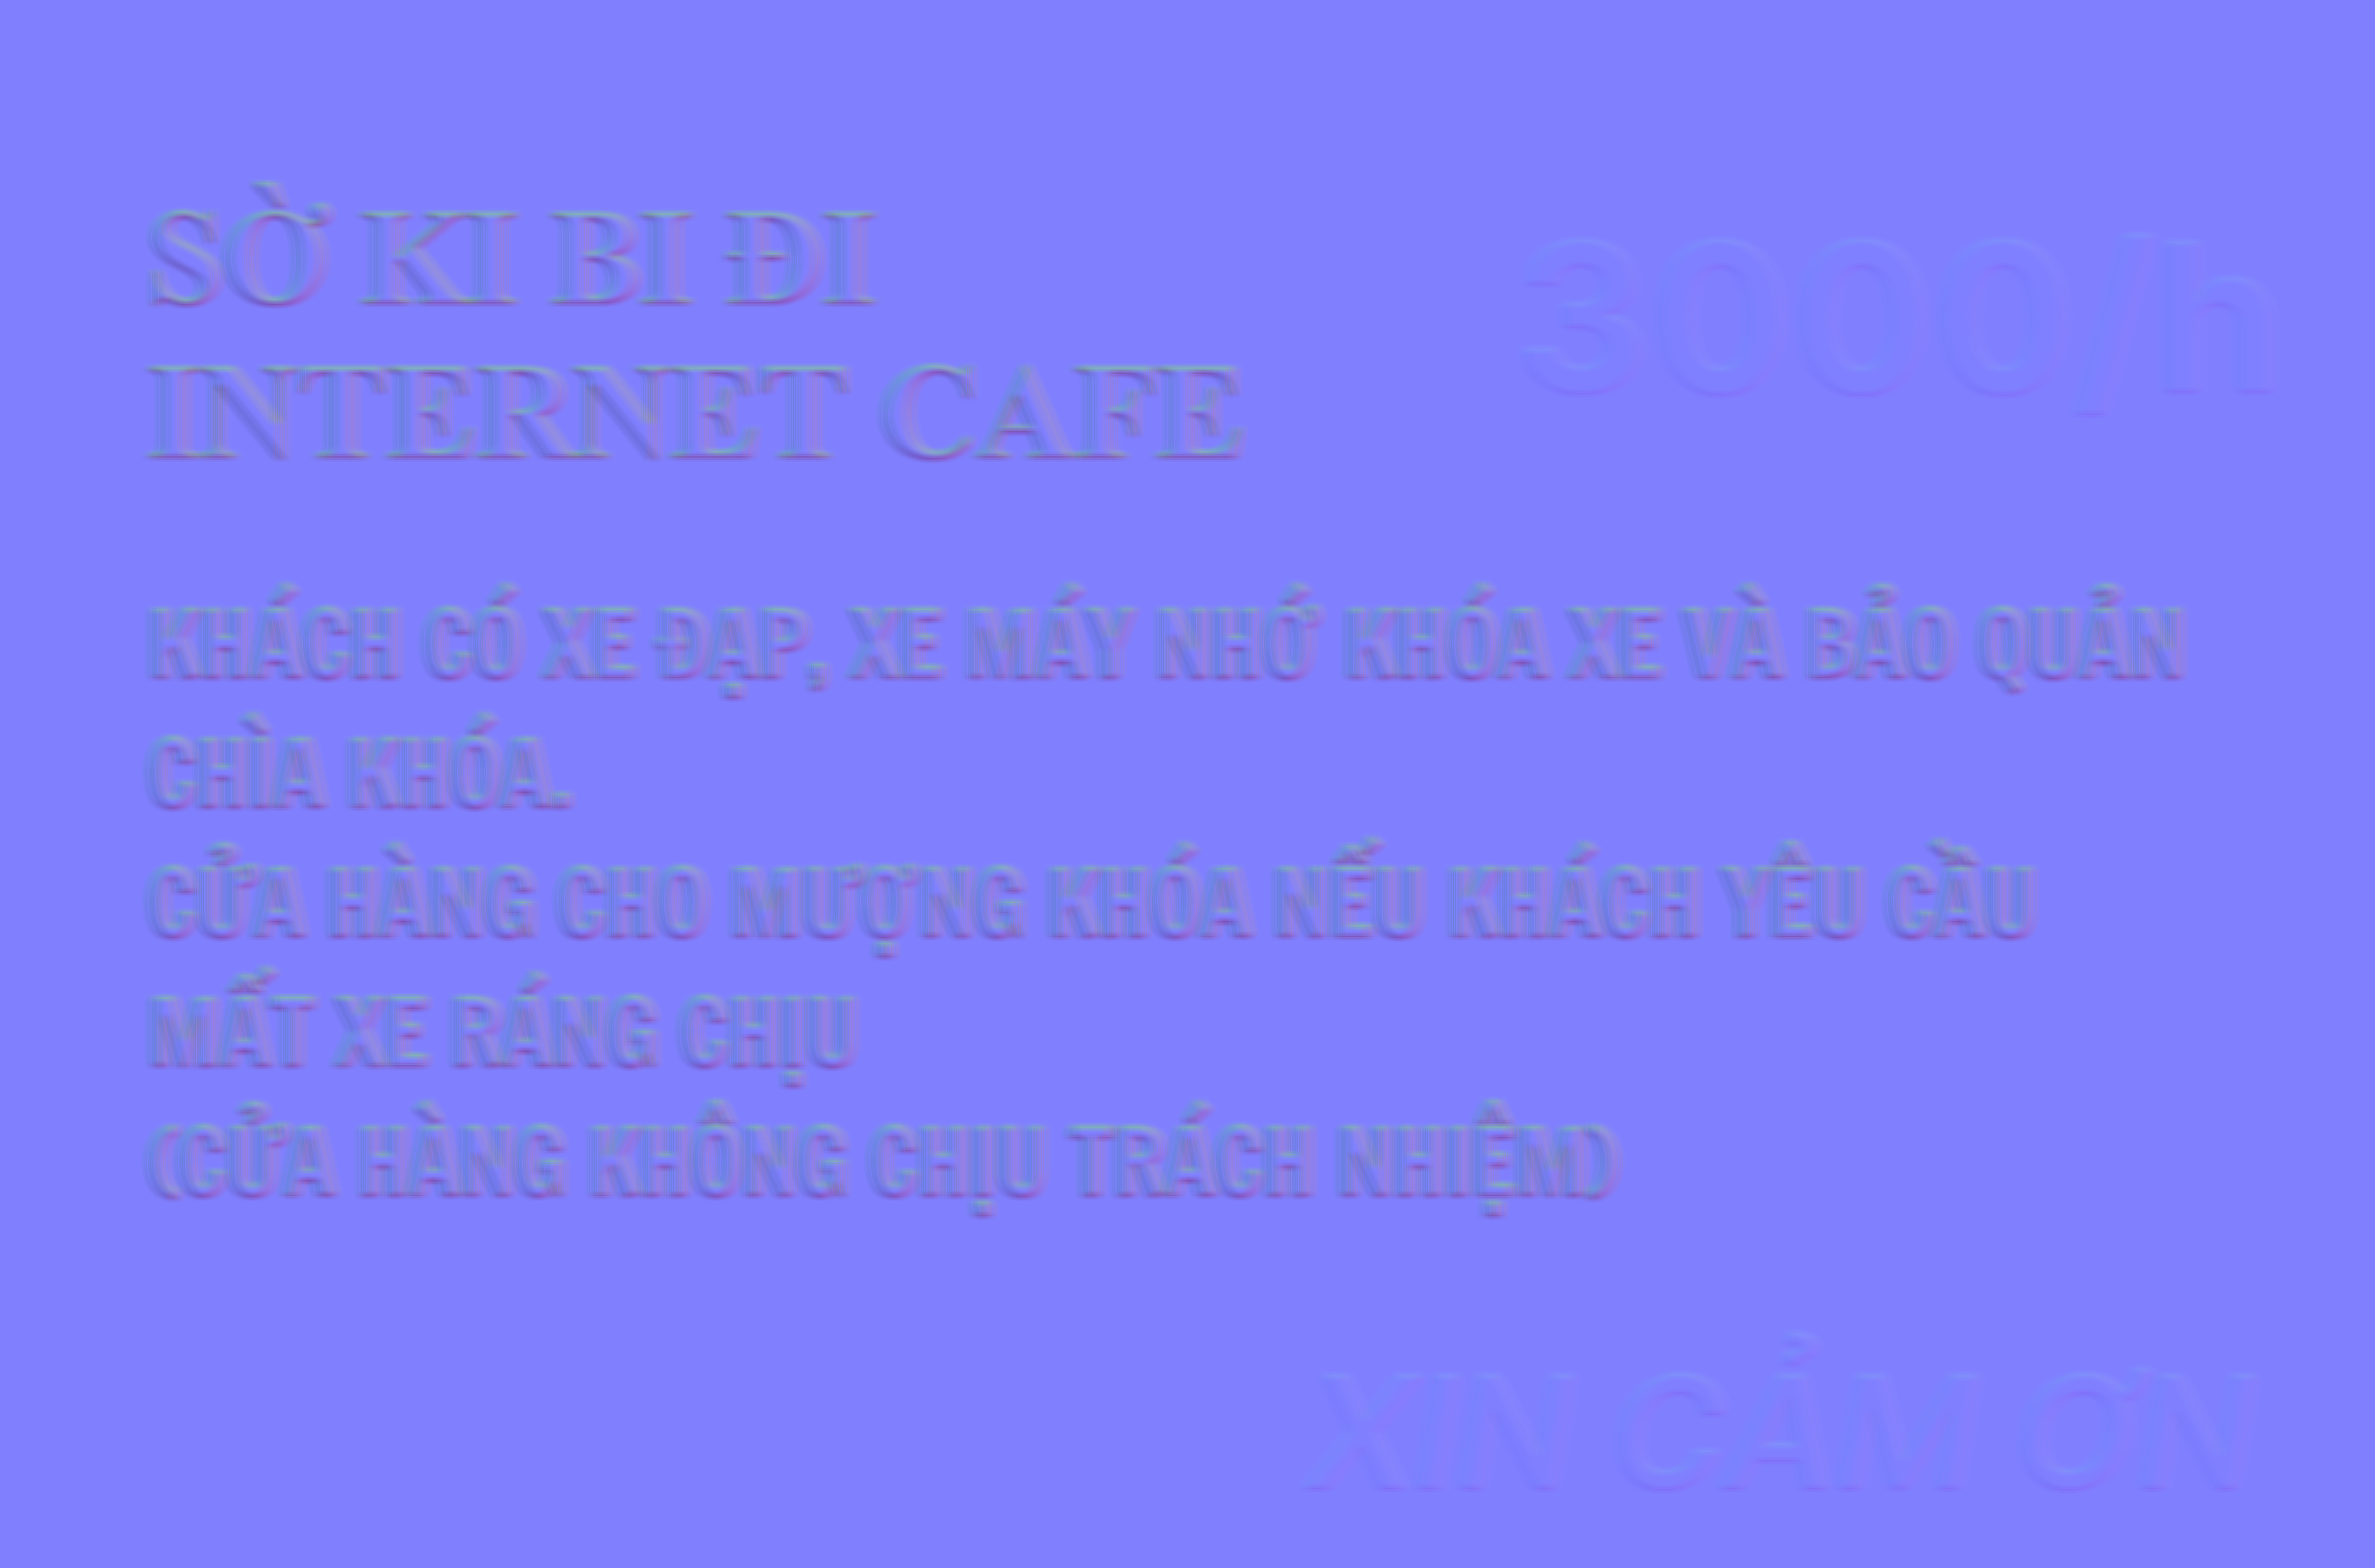 SỜ KI BI ĐI
INTERNET CAFE
3000/h
KHÁCH CÓ XE ĐẠP, XE MÁY NHỚ KHÓA XE VÀ BẢO QUẢN
CHÌA KHÓA.
CỬA HÀNG CHO MƯỢNG KHÓA NẾU KHÁCH YÊU CẦU
MẤT XE RÁNG CHỊU
(CỬA HÀNG KHÔNG CHỊU TRÁCH NHIỆM)
XIN CẢM ƠN